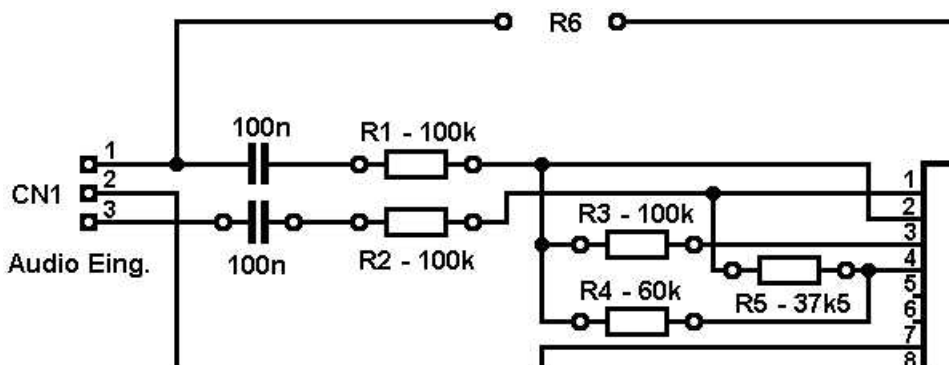 R6
100n
R1 - 100k
1
CN1
2
3
Audio Eing.
100n
R2 - 100k
R3 - 100k
R4 - 60k
R5 - 37k5
1
2
3
4
5
6
7
8